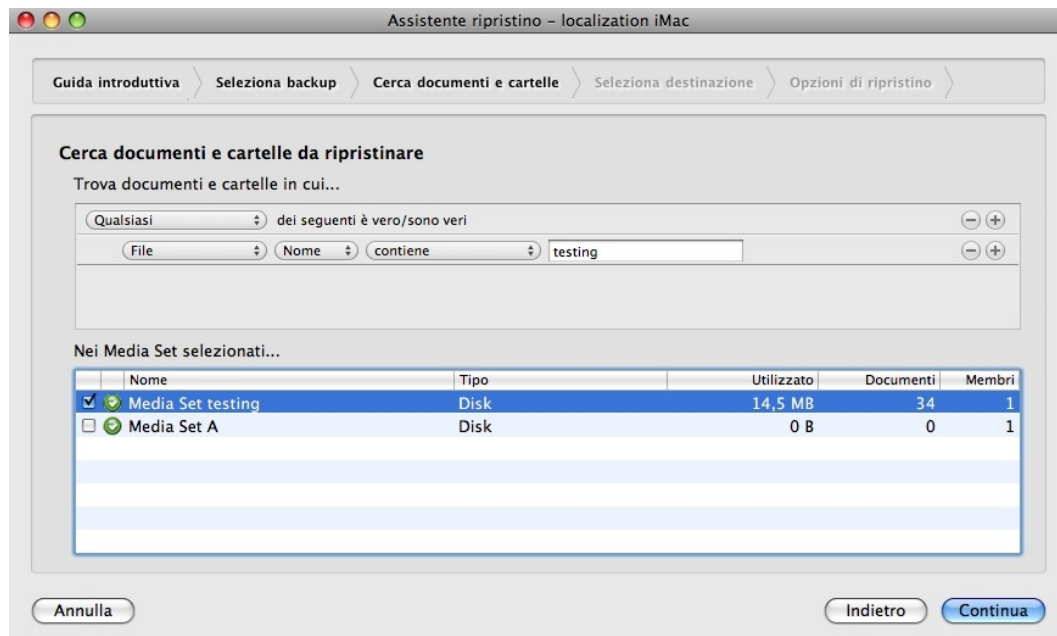 Assistente ripristino – localization iMac
Guida introduttiva Seleziona backup Cerca documenti e cartelle Seleziona destinazione Opzioni di ripristino
Cerca documenti e cartelle da ripristinare
Trova documenti e cartelle in cui...
Qualsiasi dei seguenti è vero/sono veri
File Nome contiene testing
Nei Media Set selezionati...
Nome Tipo Utilizzato Documenti Membri
Media Set testing Disk 14,5 MB 34 1
Media Set A Disk 0 B 0 1
Annulla Indietro Continua